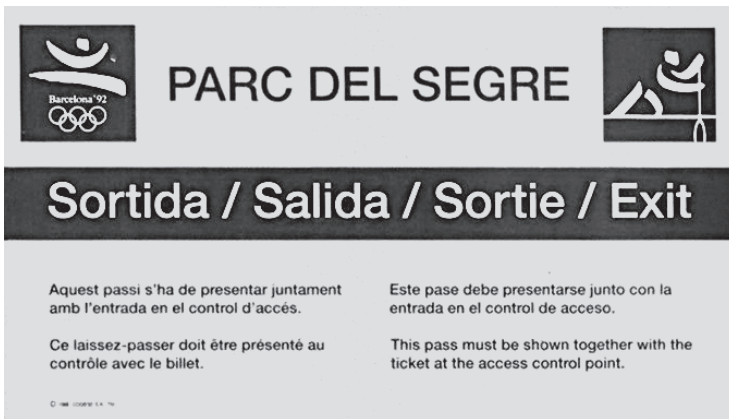 Barcelona'92
PARC DEL SEGRE
Sortida / Salida / Sortie / Exit
Aquest passi s'ha de presentar juntament
amb l'entrada en el control d'accés.
Ce laissez-passer doit être présenté au
contrôle avec le billet.
Este pase debe presentarse junto con la
entrada en el control de acceso.
This pass must be shown together with the
ticket at the access control point.
©